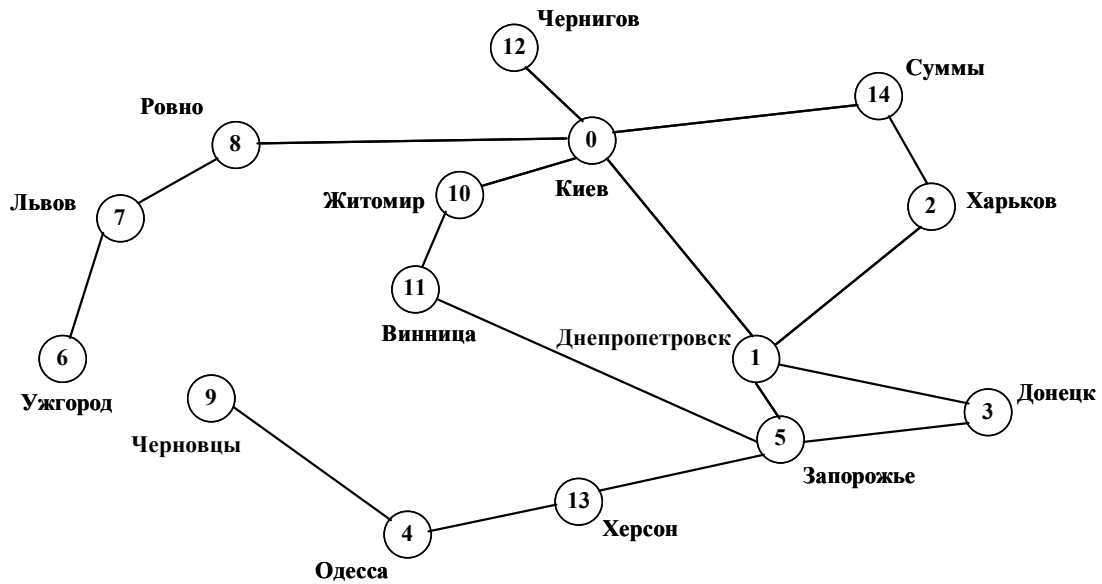 Чернигов
12
Суммы
14
Ровно
8
0
Киев
Житомир
10
Львов
7
2
Харьков
11
Винница
Днепропетровск
1
6
Ужгород
9
Черновцы
3
Донецк
5
Запорожье
13
Херсон
4
Одесса